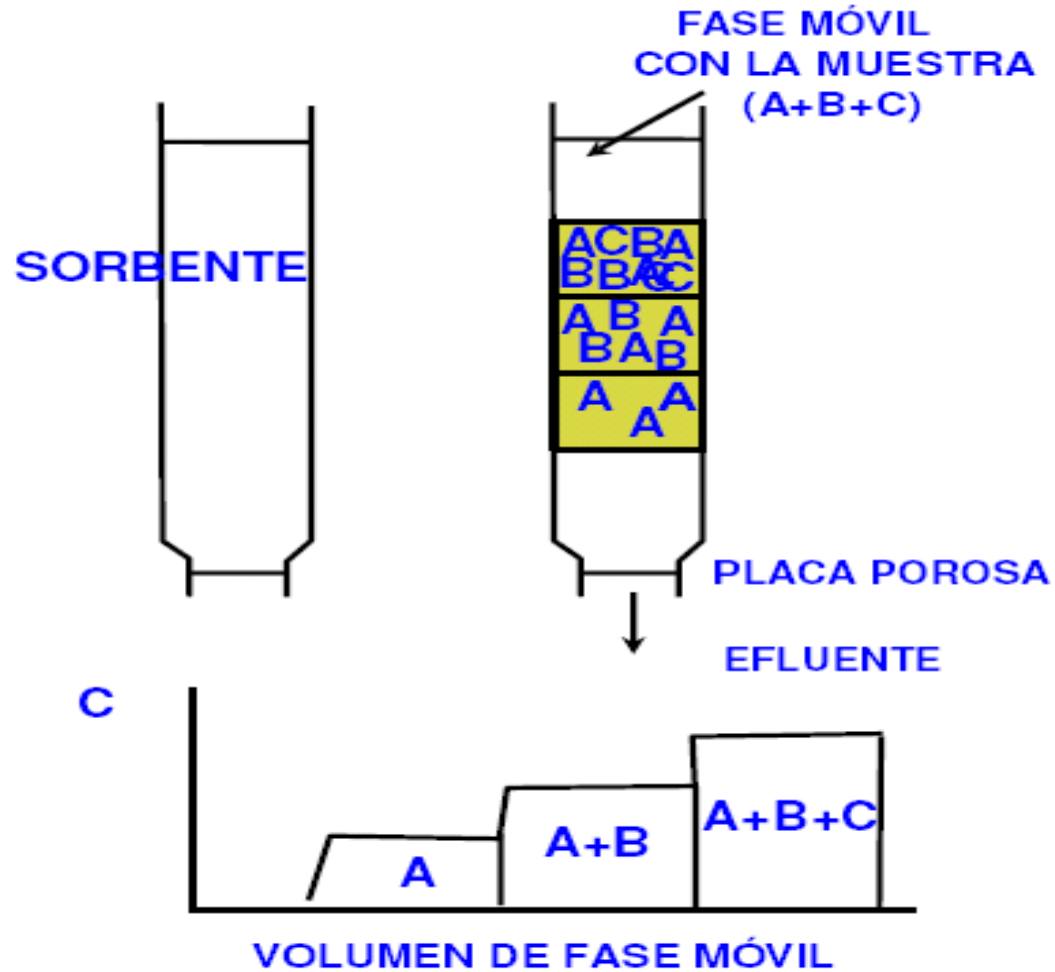 FASE MÓVIL
CON LA MUESTRA
(A+B+C)
SORBENTE
A C B A
B B A C C
A B A
B A B
A A
A
PLACA POROSA
EFLUENTE
C
A
A+B
A+B+C
VOLUMEN DE FASE MÓVIL